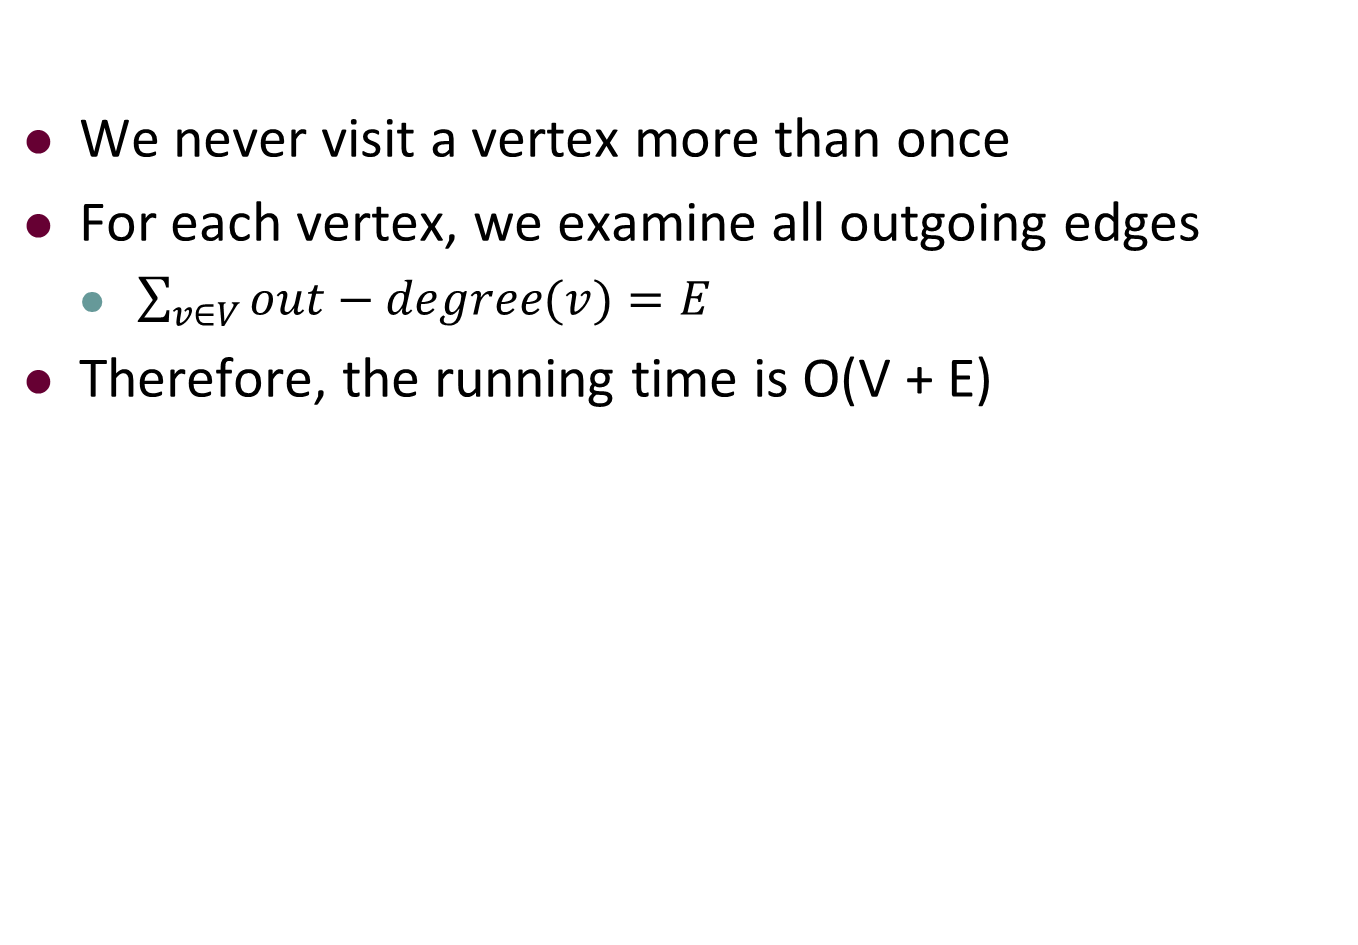 We never visit a vertex more than once
For each vertex, we examine all outgoing edges
∑_{v∈V} out − degree(v) = E
Therefore, the running time is O(V + E)